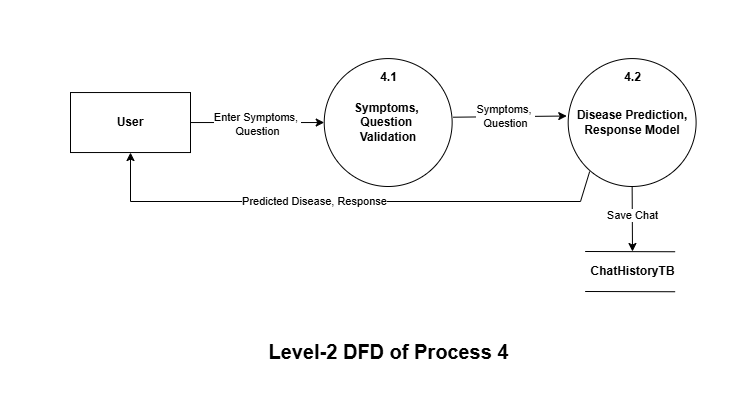 4.1
4.2
Symptoms,
Question
Validation
User
Enter Symptoms,
Question
Symptoms,
Question
Disease Prediction,
Response Model
Predicted Disease, Response
Save Chat
ChatHistoryTB
Level-2 DFD of Process 4